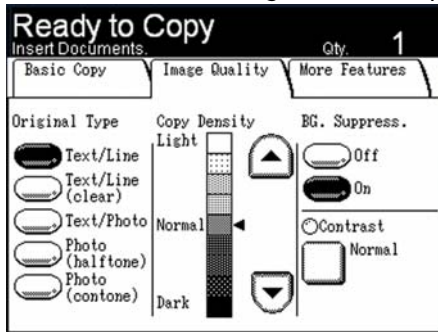 Ready to Copy
Insert Documents. Qty. 1
Basic Copy Image Quality More Features
Original Type Copy Density BG. Suppress.
Light
Text/Line Off
Text/Line
(clear) On
Text/Photo Normal Contrast
Photo
(halftone) Normal
Photo
(contone)
Dark